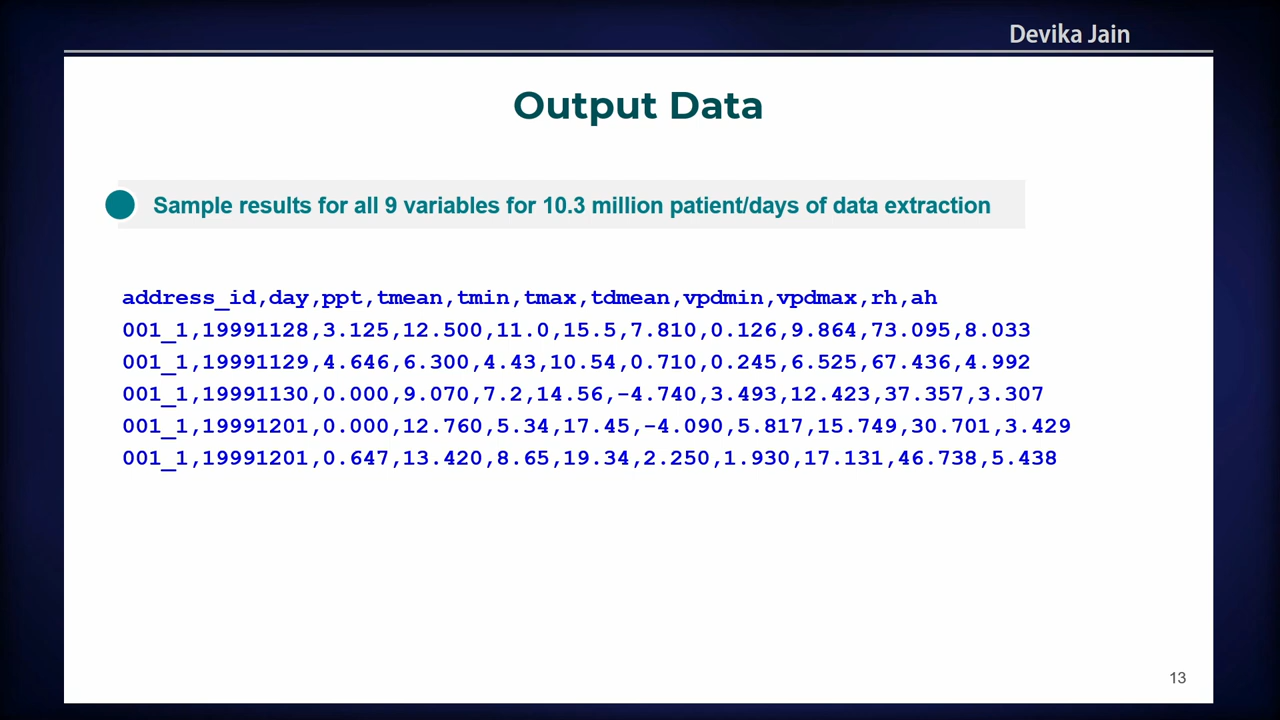 Devika Jain
Output Data
Sample results for all 9 variables for 10.3 million patient/days of data extraction
address_id,day,ppt,tmean,tmin,tmax,tdmean,vpdmin,vpdmax,rh,ah
001_1,19991128,3.125,12.500,11.0,15.5,7.810,0.126,9.864,73.095,8.033
001_1,19991129,4.646,6.300,4.43,10.54,0.710,0.245,6.525,67.436,4.992
001_1,19991130,0.000,9.070,7.2,14.56,-4.740,3.493,12.423,37.357,3.307
001_1,19991201,0.000,12.760,5.34,17.45,-4.090,5.817,15.749,30.701,3.429
001_1,19991201,0.647,13.420,8.65,19.34,2.250,1.930,17.131,46.738,5.438
13